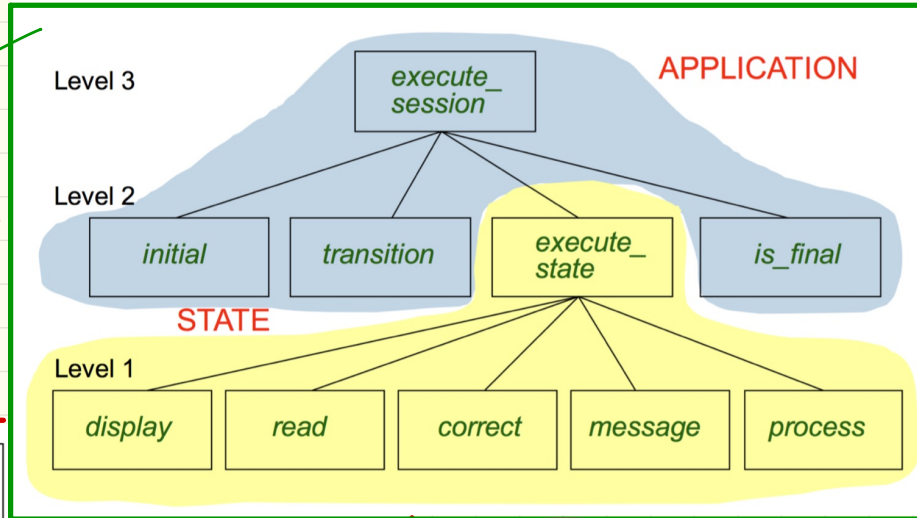 Level 3
execute_
session
APPLICATION
Level 2
initial
transition
execute_
state
is_final
STATE
Level 1
display
read
correct
message
process